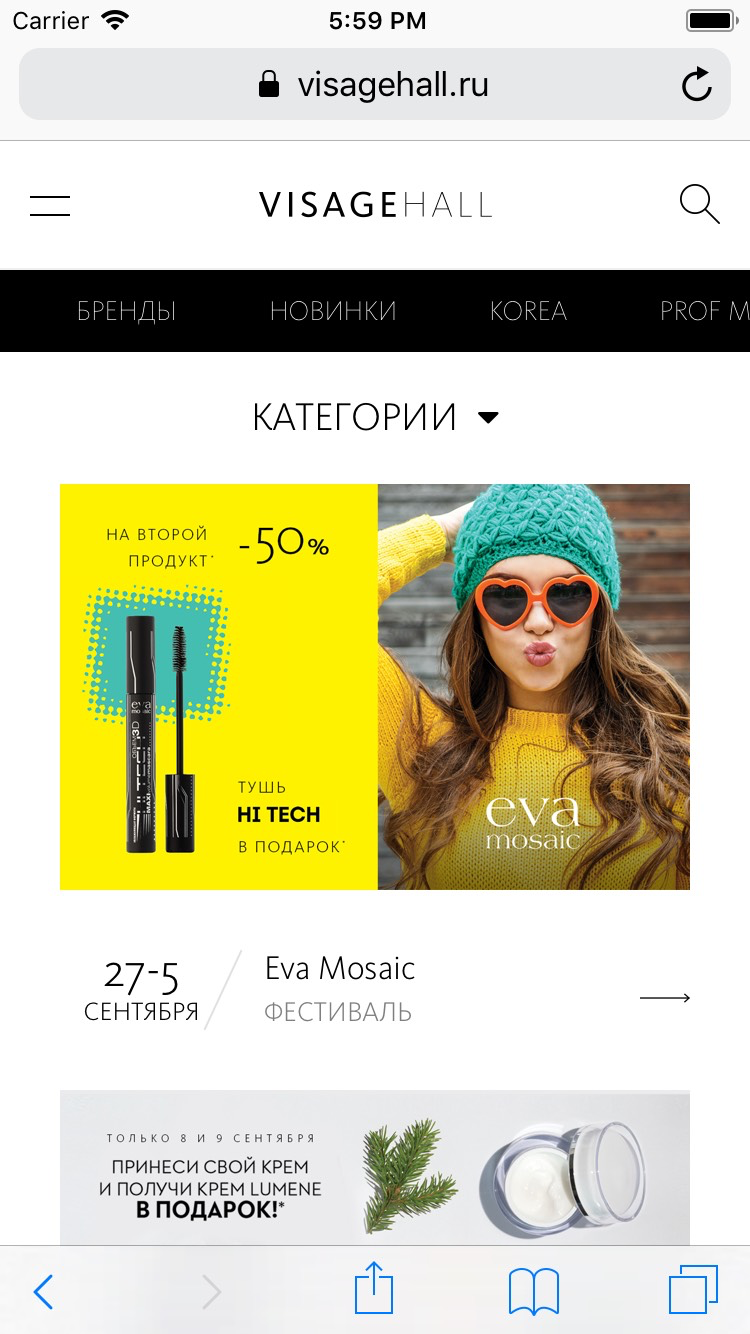 Carrier 5:59 PM
visagehall.ru
VISAGEHALL
БРЕНДЫ НОВИНКИ KOREA PROF M
КАТЕГОРИИ
НА ВТОРОЙ
ПРОДУКТ* -50%
eva
mosaic
ТУШЬ
HI TECH
В ПОДАРОК*
eva
mosaic
27-5
СЕНТЯБРЯ
Eva Mosaic
ФЕСТИВАЛЬ
ТОЛЬКО 8 И 9 СЕНТЯБРЯ
ПРИНЕСИ СВОЙ КРЕМ
И ПОЛУЧИ КРЕМ LUMENE
В ПОДАРОК!*